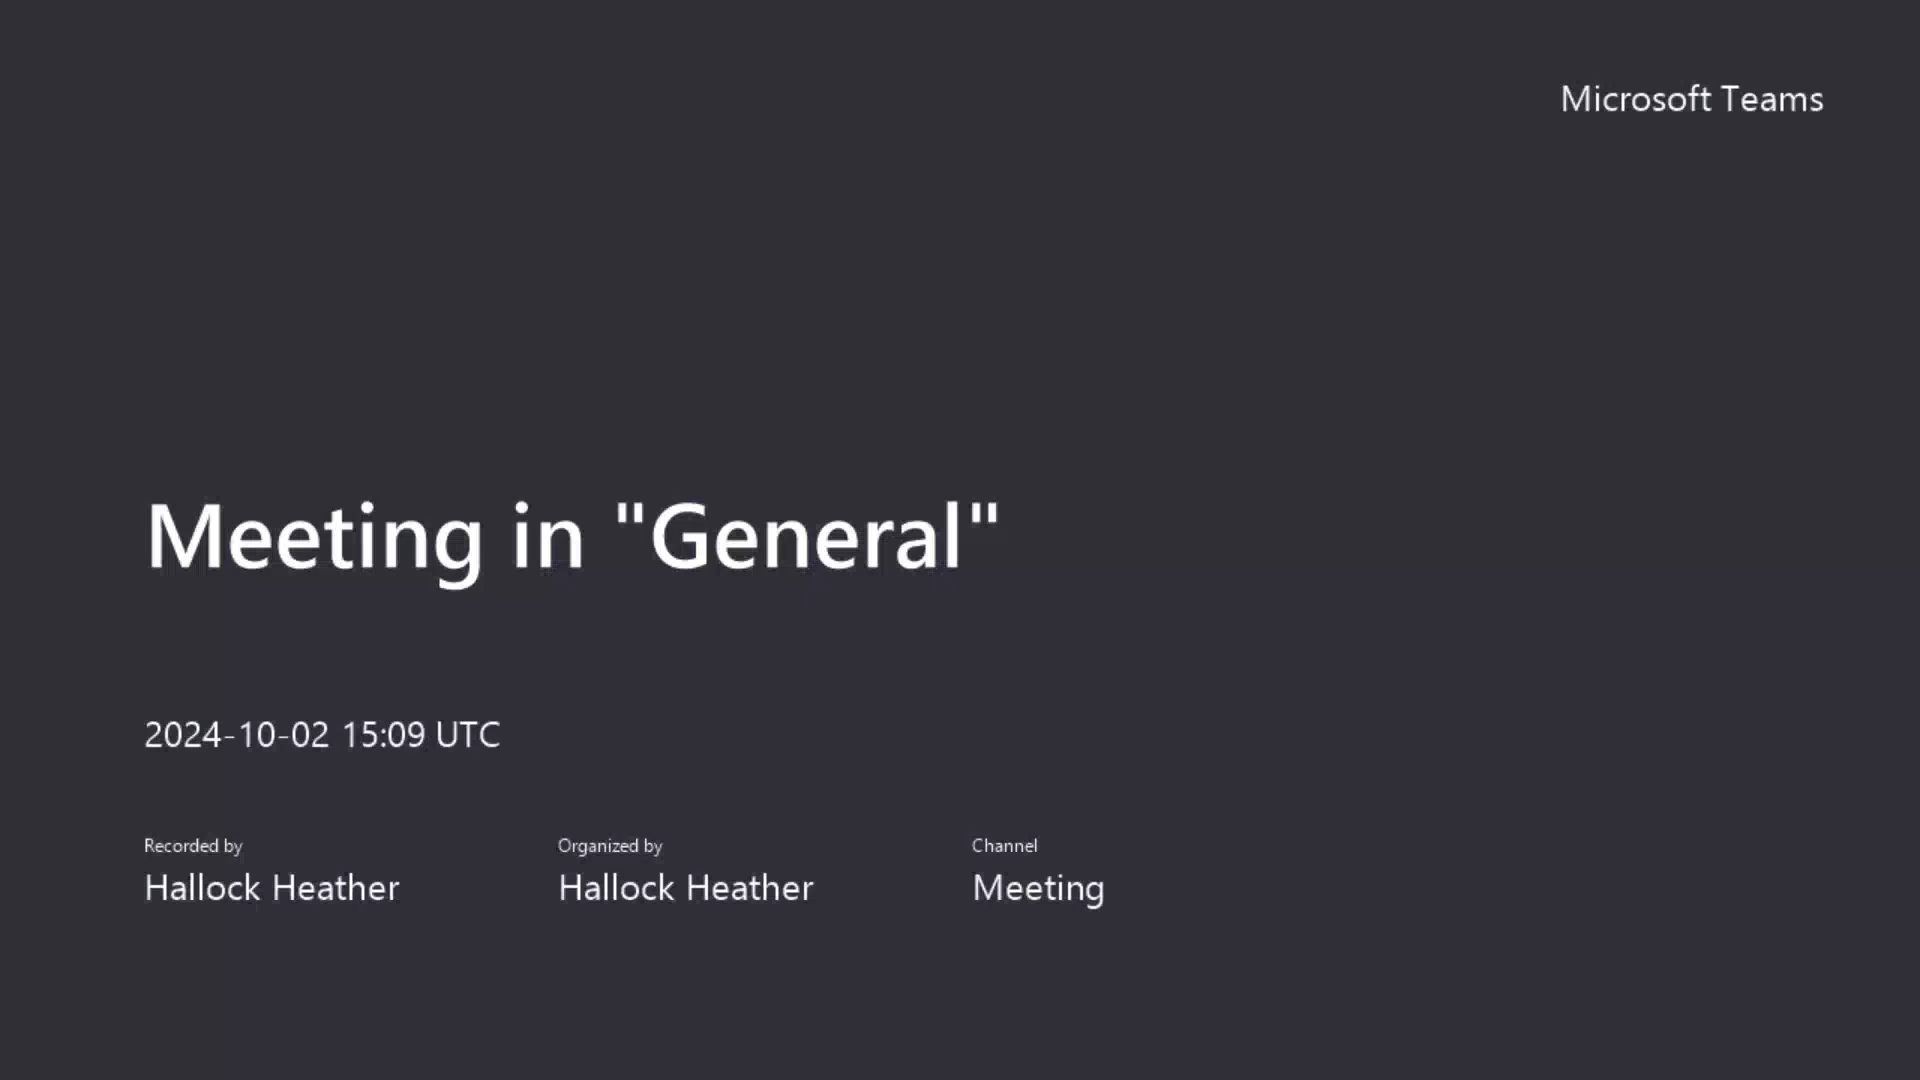 Microsoft Teams
Meeting in "General"
2024-10-02 15:09 UTC
Recorded by
Hallock Heather
Organized by
Hallock Heather
Channel
Meeting